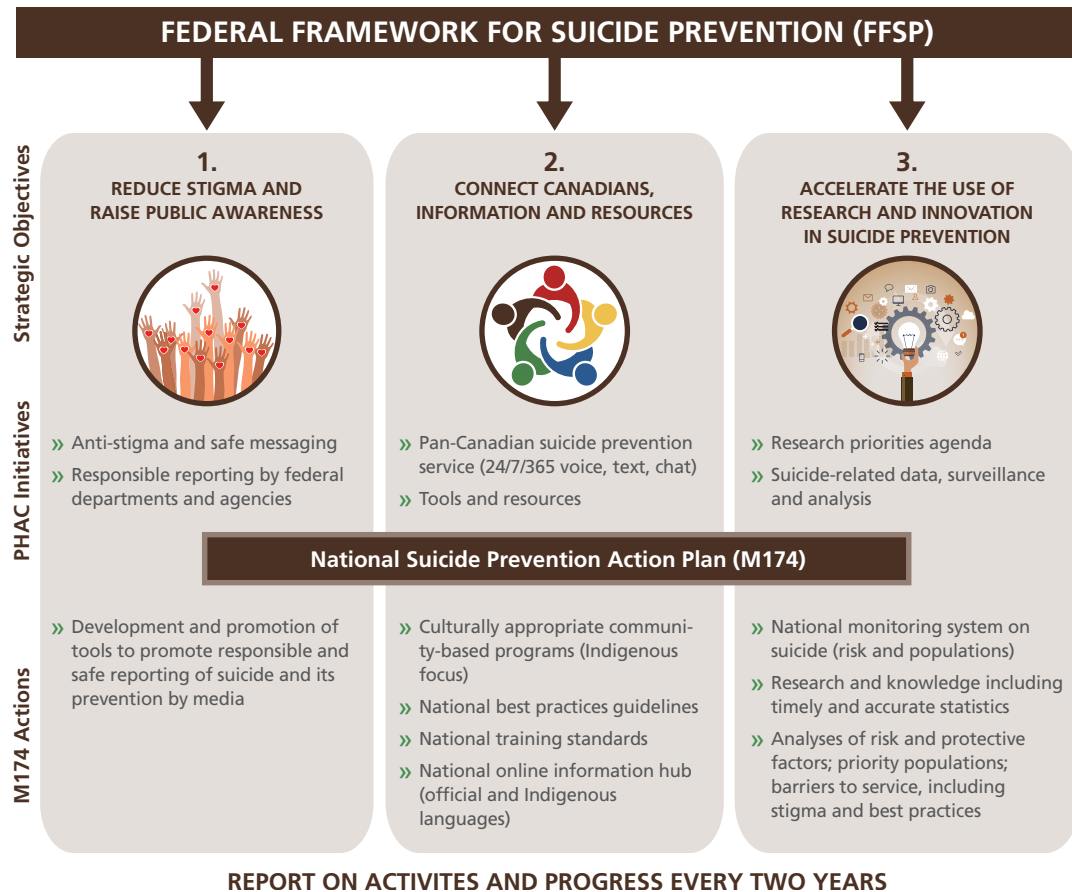 FEDERAL FRAMEWORK FOR SUICIDE PREVENTION (FFSP)
Strategic Objectives
1.
REDUCE STIGMA AND
RAISE PUBLIC AWARENESS
2.
CONNECT CANADIANS,
INFORMATION AND RESOURCES
3.
ACCELERATE THE USE OF
RESEARCH AND INNOVATION
IN SUICIDE PREVENTION
PHAC Initiatives
» Anti-stigma and safe messaging
» Responsible reporting by federal
departments and agencies
» Pan-Canadian suicide prevention
service (24/7/365 voice, text, chat)
» Tools and resources
» Research priorities agenda
» Suicide-related data, surveillance
and analysis
National Suicide Prevention Action Plan (M174)
M174 Actions
» Development and promotion of
tools to promote responsible and
safe reporting of suicide and its
prevention by media
» Culturally appropriate communi-
ty-based programs (Indigenous
focus)
» National best practices guidelines
» National training standards
» National online information hub
(official and Indigenous
languages)
» National monitoring system on
suicide (risk and populations)
» Research and knowledge including
timely and accurate statistics
» Analyses of risk and protective
factors; priority populations;
barriers to service, including
stigma and best practices
REPORT ON ACTIVITES AND PROGRESS EVERY TWO YEARS